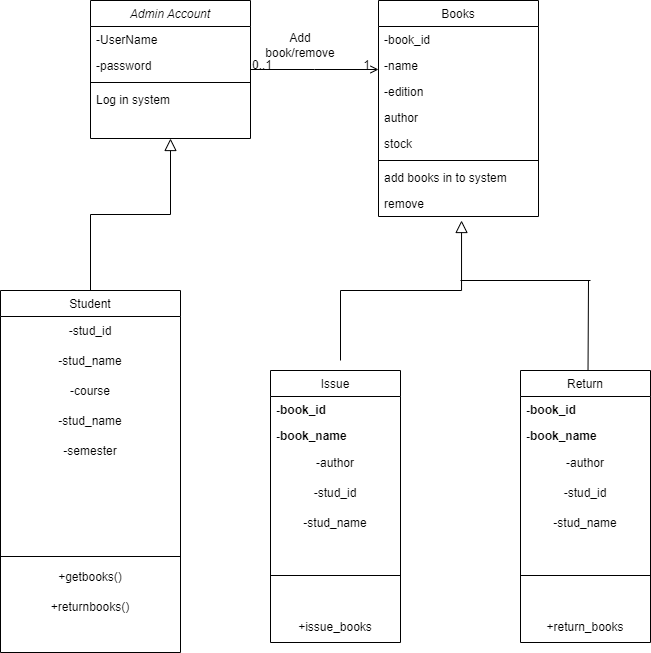 Admin Account
-UserName
-password
Log in system
Add
book/remove
0..1
1
Books
-book_id
-name
-edition
author
stock
add books in to system
remove
Student
-stud_id
-stud_name
-course
-stud_name
-semester
+getbooks()
+returnbooks()
Issue
-book_id
-book_name
-author
-stud_id
-stud_name
+issue_books
Return
-book_id
-book_name
-author
-stud_id
-stud_name
+return_books